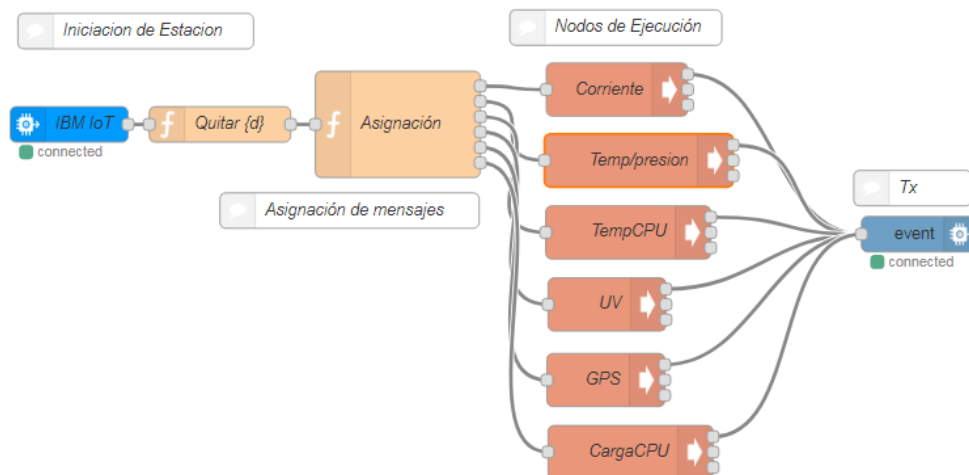 Iniciacion de Estacion
Nodos de Ejecución
IBM IoT
connected
Quitar {d}
Asignación
Asignación de mensajes
Corriente
Temp/presion
TempCPU
UV
GPS
CargaCPU
Tx
event
connected